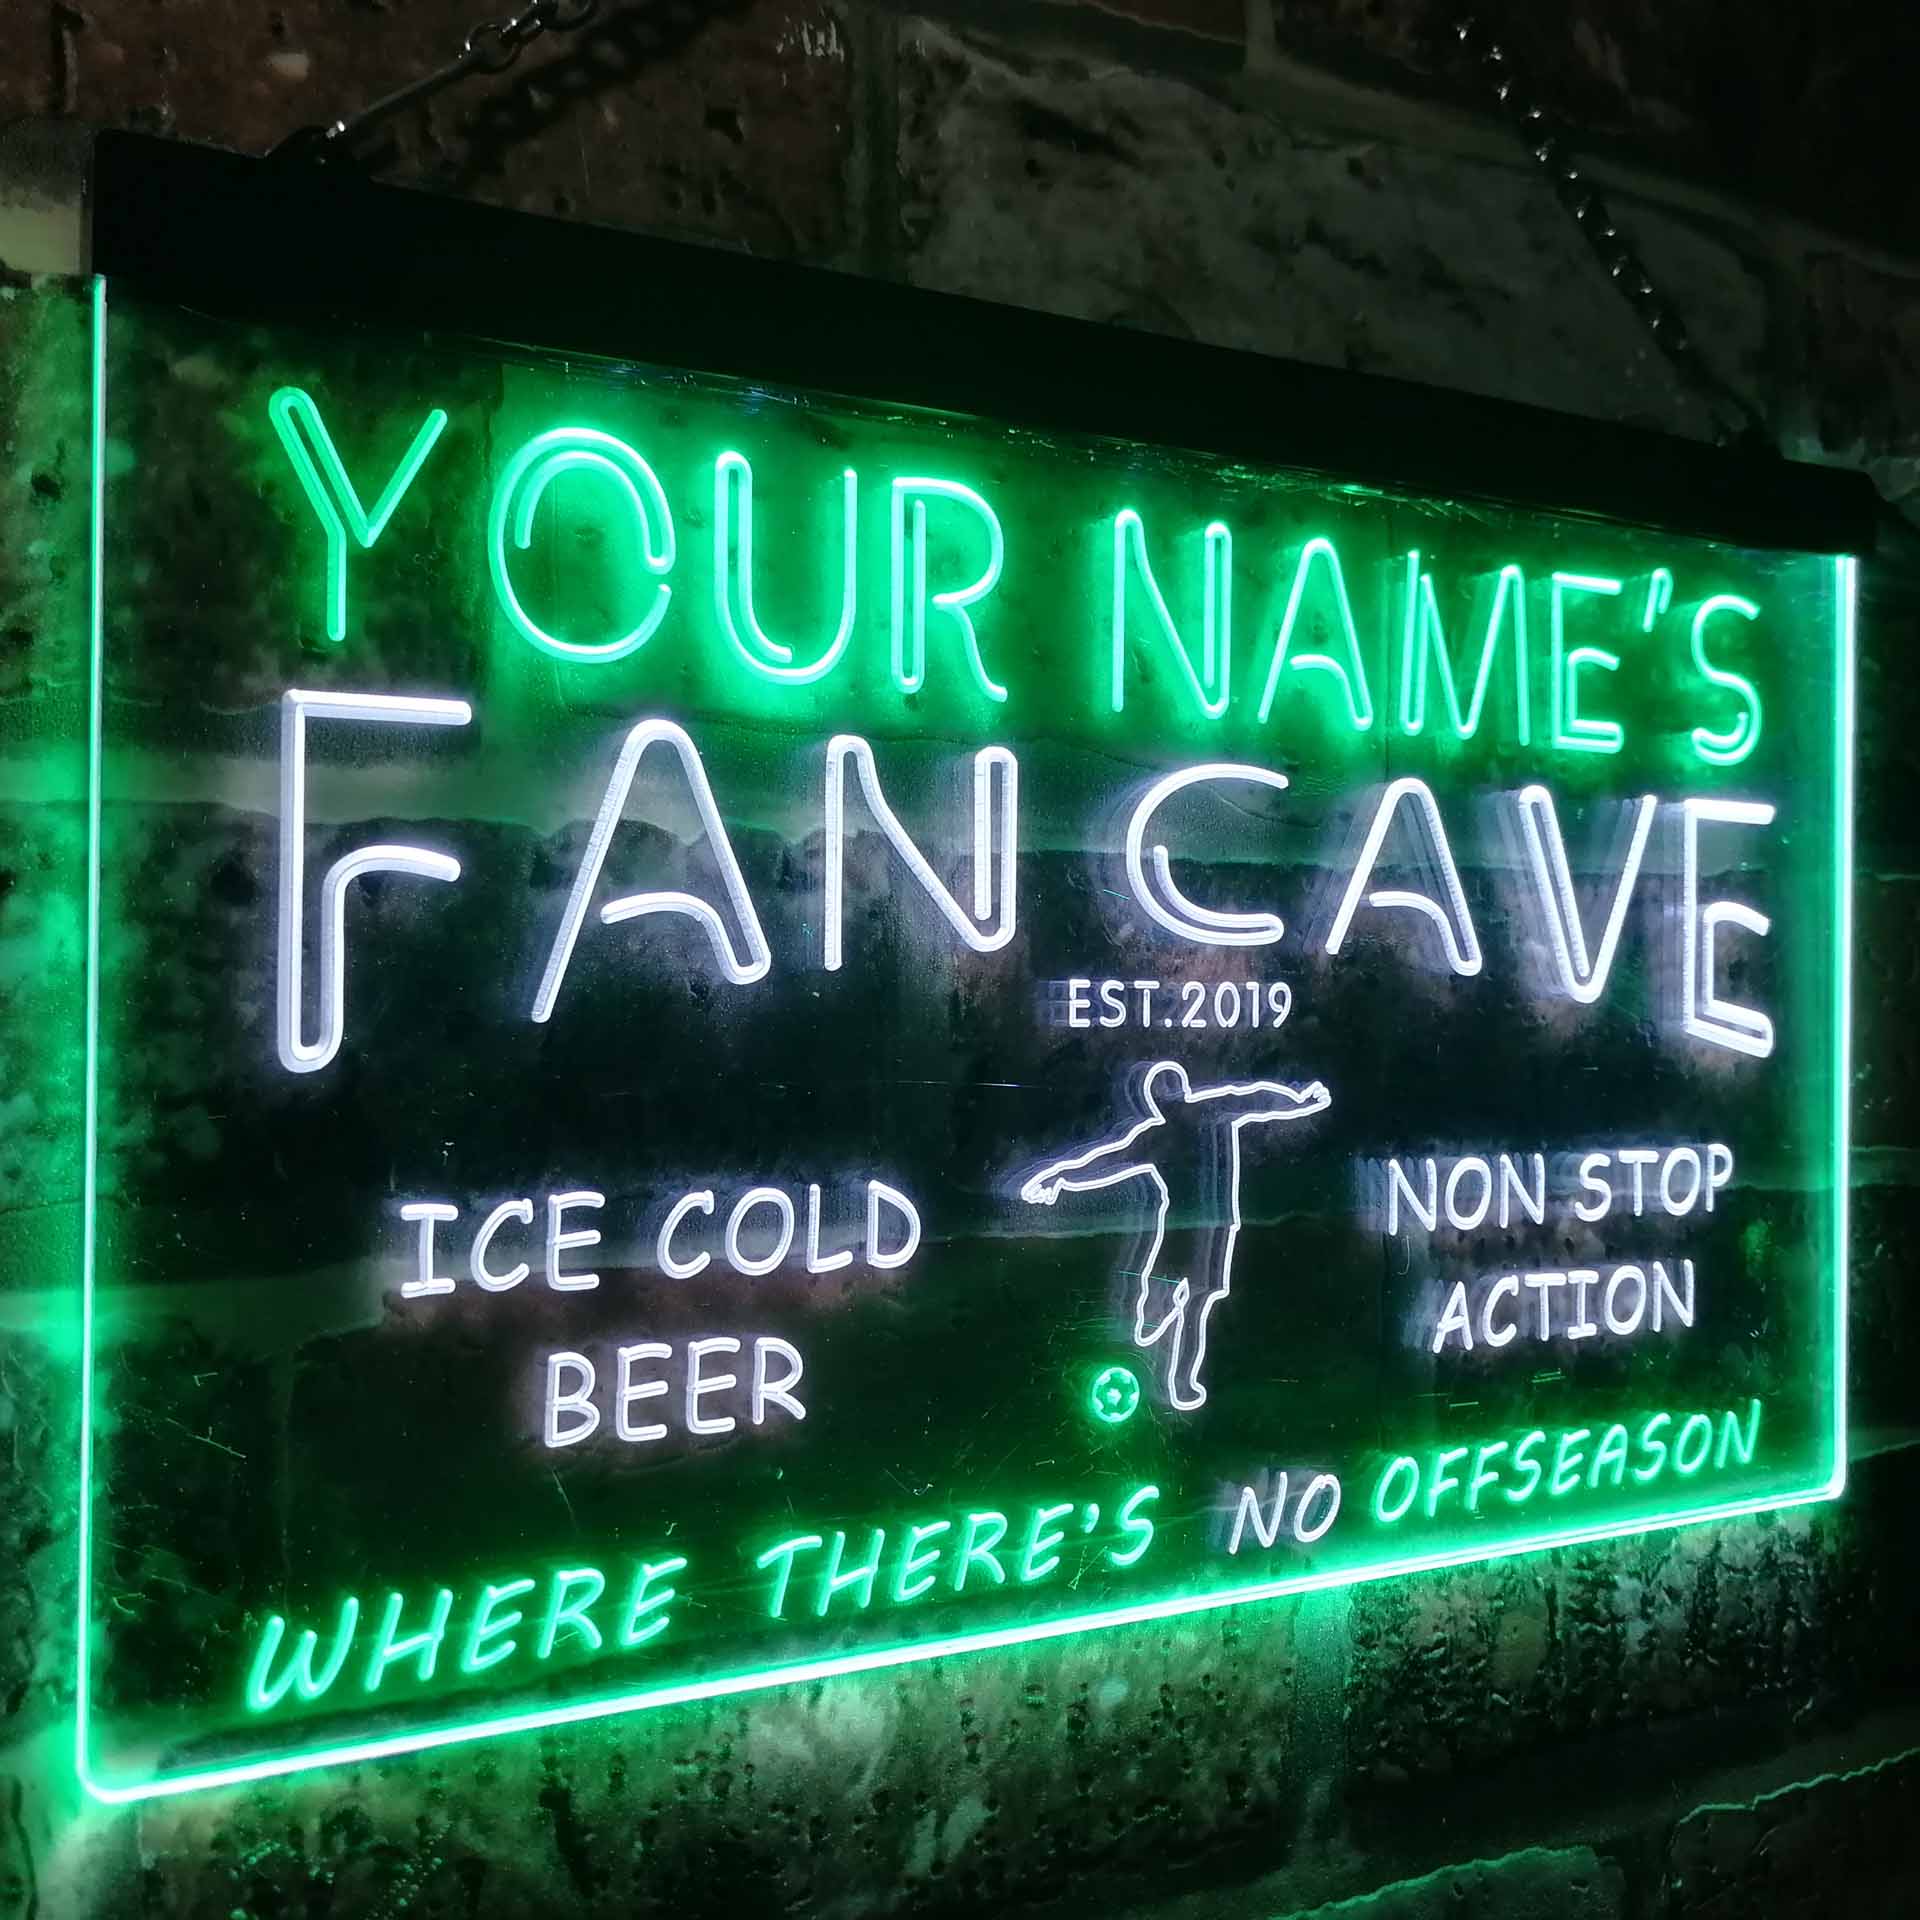 YOUR NAME'S
FAN CAVE
EST.2019
ICE COLD
BEER
NON STOP
ACTION
WHERE THERE'S NO OFFSEASON